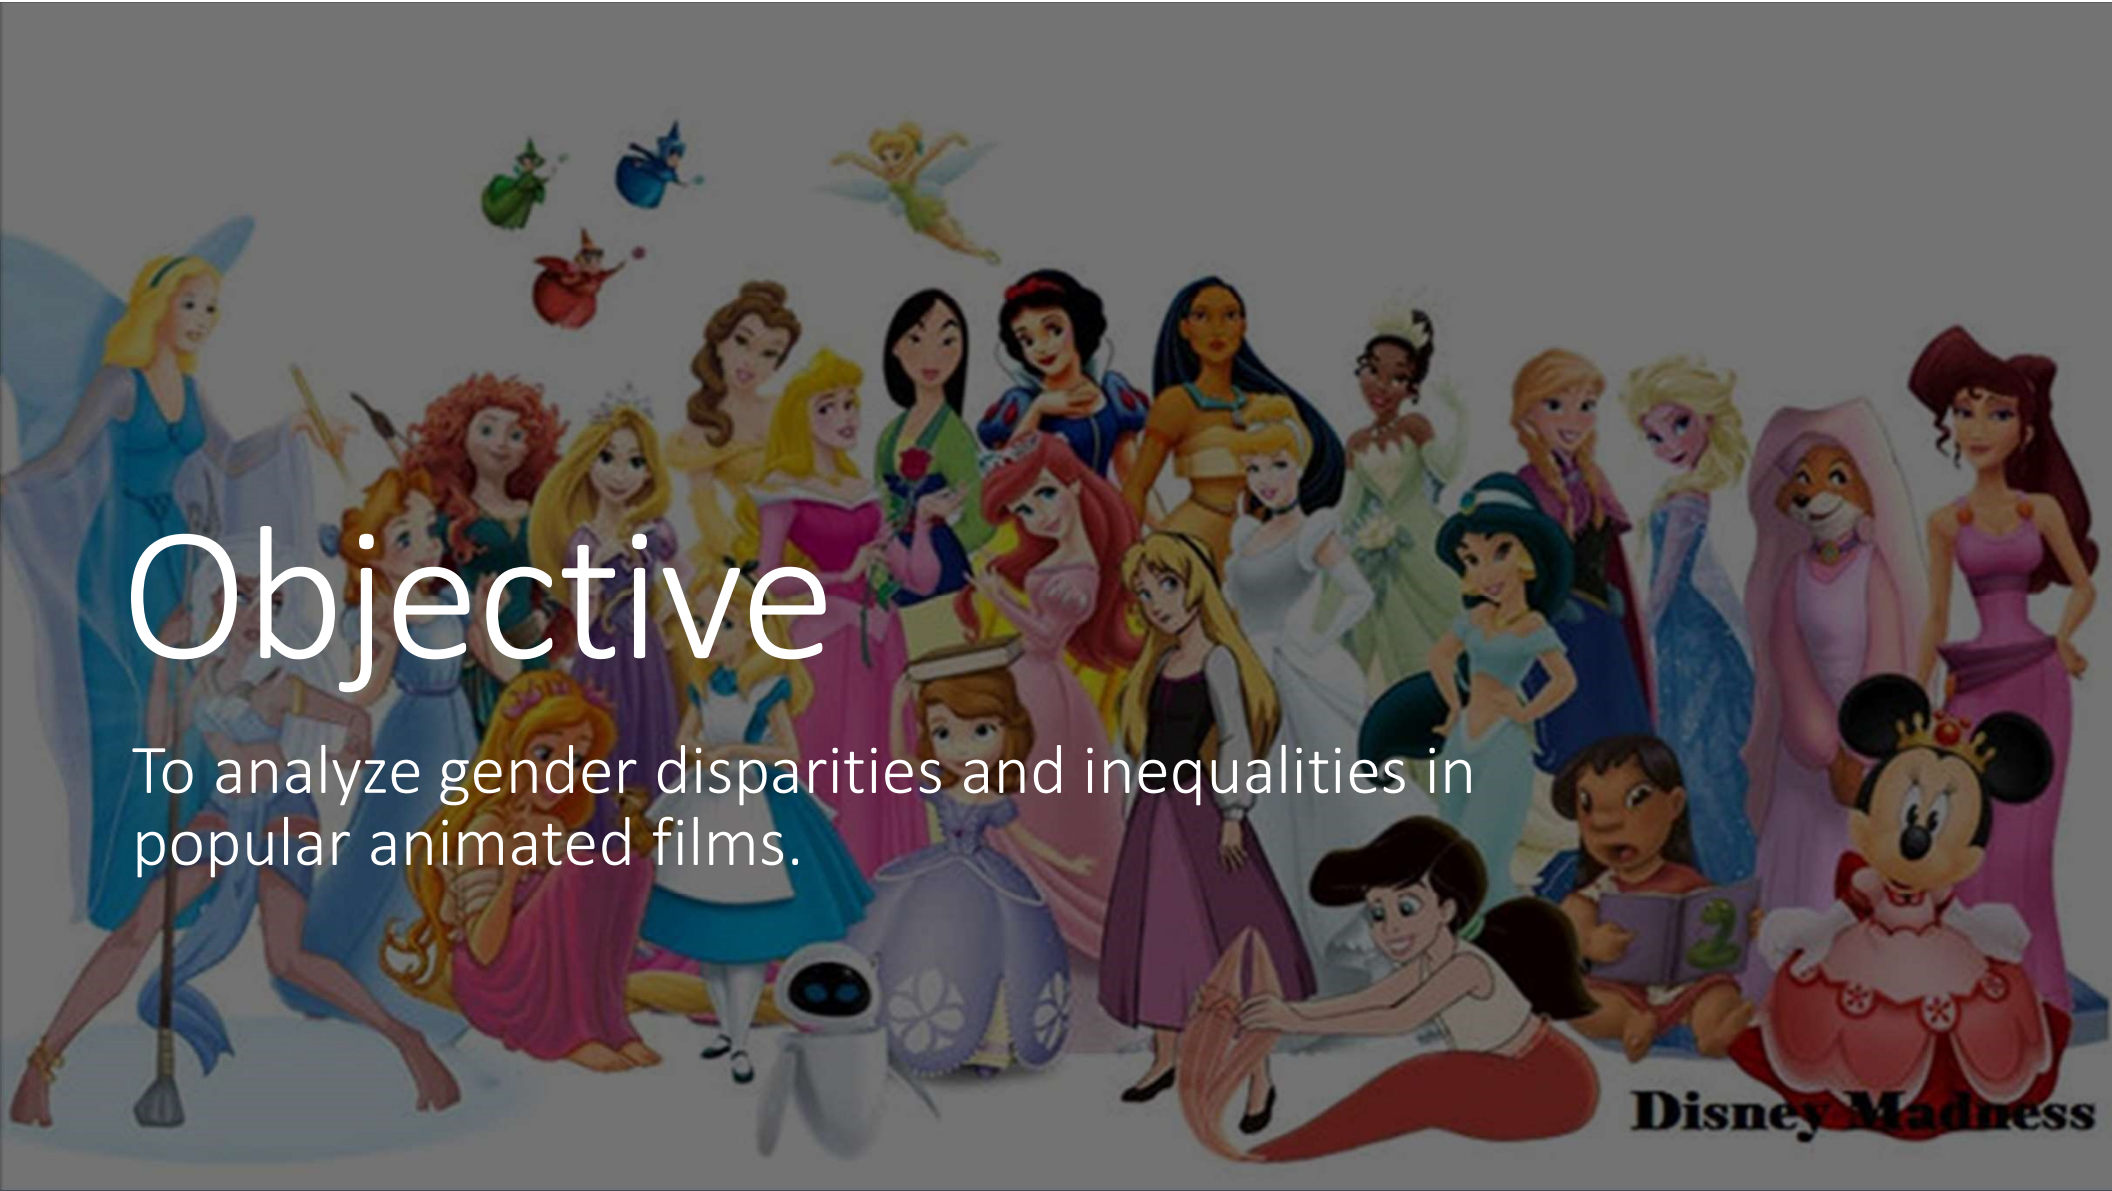 Objective
To analyze gender disparities and inequalities in
popular animated films.
Disney Madness